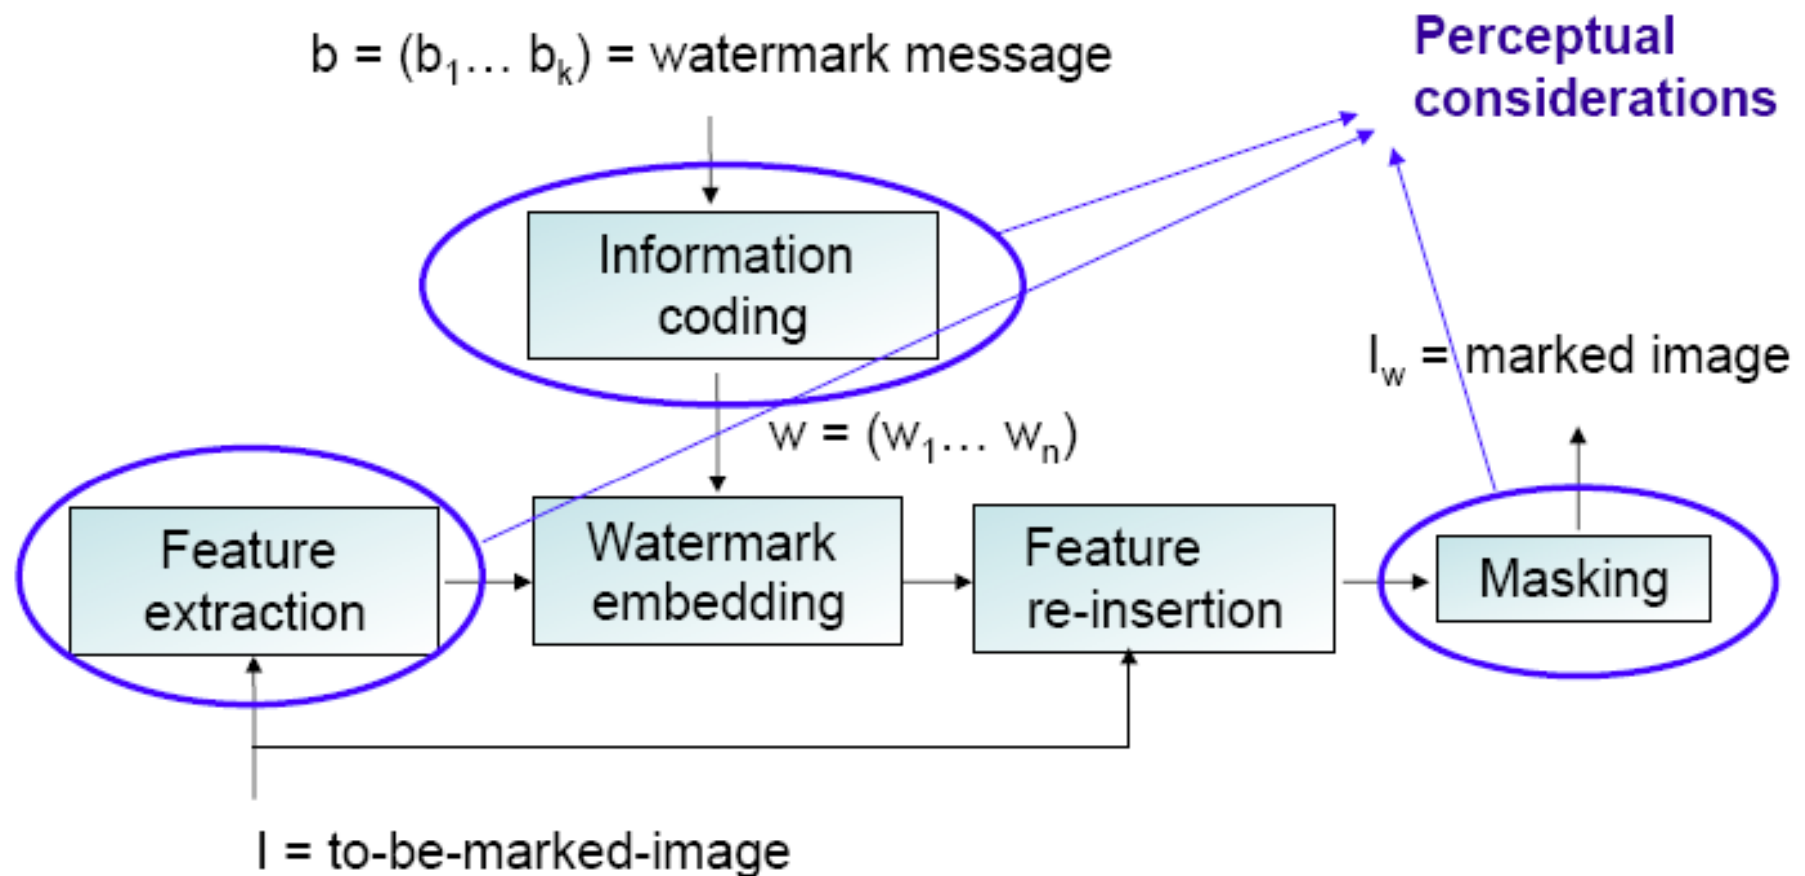 b = (b₁... bₖ) = watermark message
Perceptual
considerations
Information
coding
I_w = marked image
w = (w₁... wₙ)
Feature
extraction
Watermark
embedding
Feature
re-insertion
Masking
I = to-be-marked-image